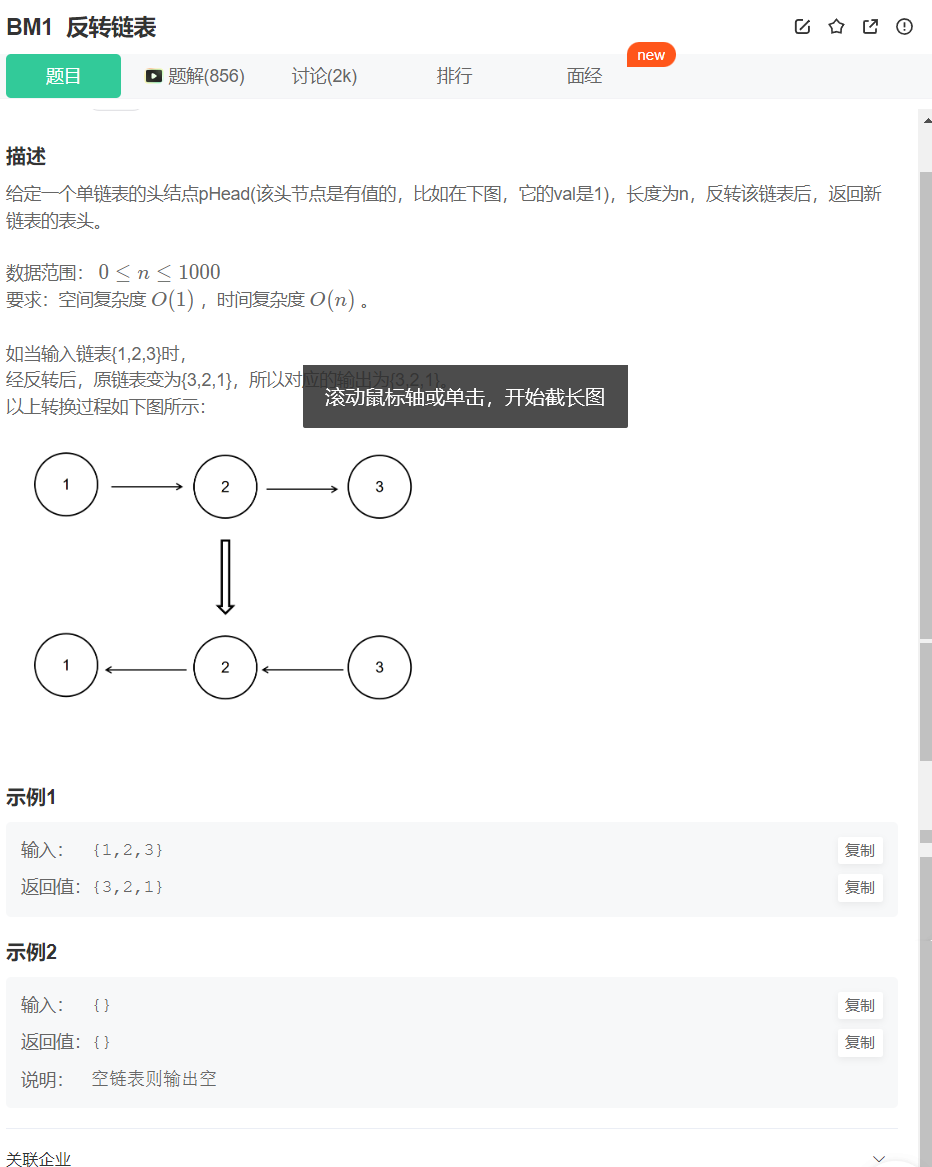 BM1 反转链表
new
题目 题解(856) 讨论(2k) 排行 面经
描述
给定一个单链表的头结点pHead(该头节点是有值的，比如在下图，它的val是1)，长度为n，反转该链表后，返回新
链表的表头。
数据范围： 0 ≤ n ≤ 1000
要求：空间复杂度 O(1) ，时间复杂度 O(n) 。
如当输入链表{1,2,3}时，
经反转后，原链表变为{3,2,1}，所以对应的输出为{3,2,1}。
滚动鼠标轴或单击，开始截长图
以上转换过程如下图所示：
1 2 3
1 2 3
示例1
输入： {1,2,3} 复制
返回值： {3,2,1} 复制
示例2
输入： {} 复制
返回值： {} 复制
说明： 空链表则输出空
关联企业